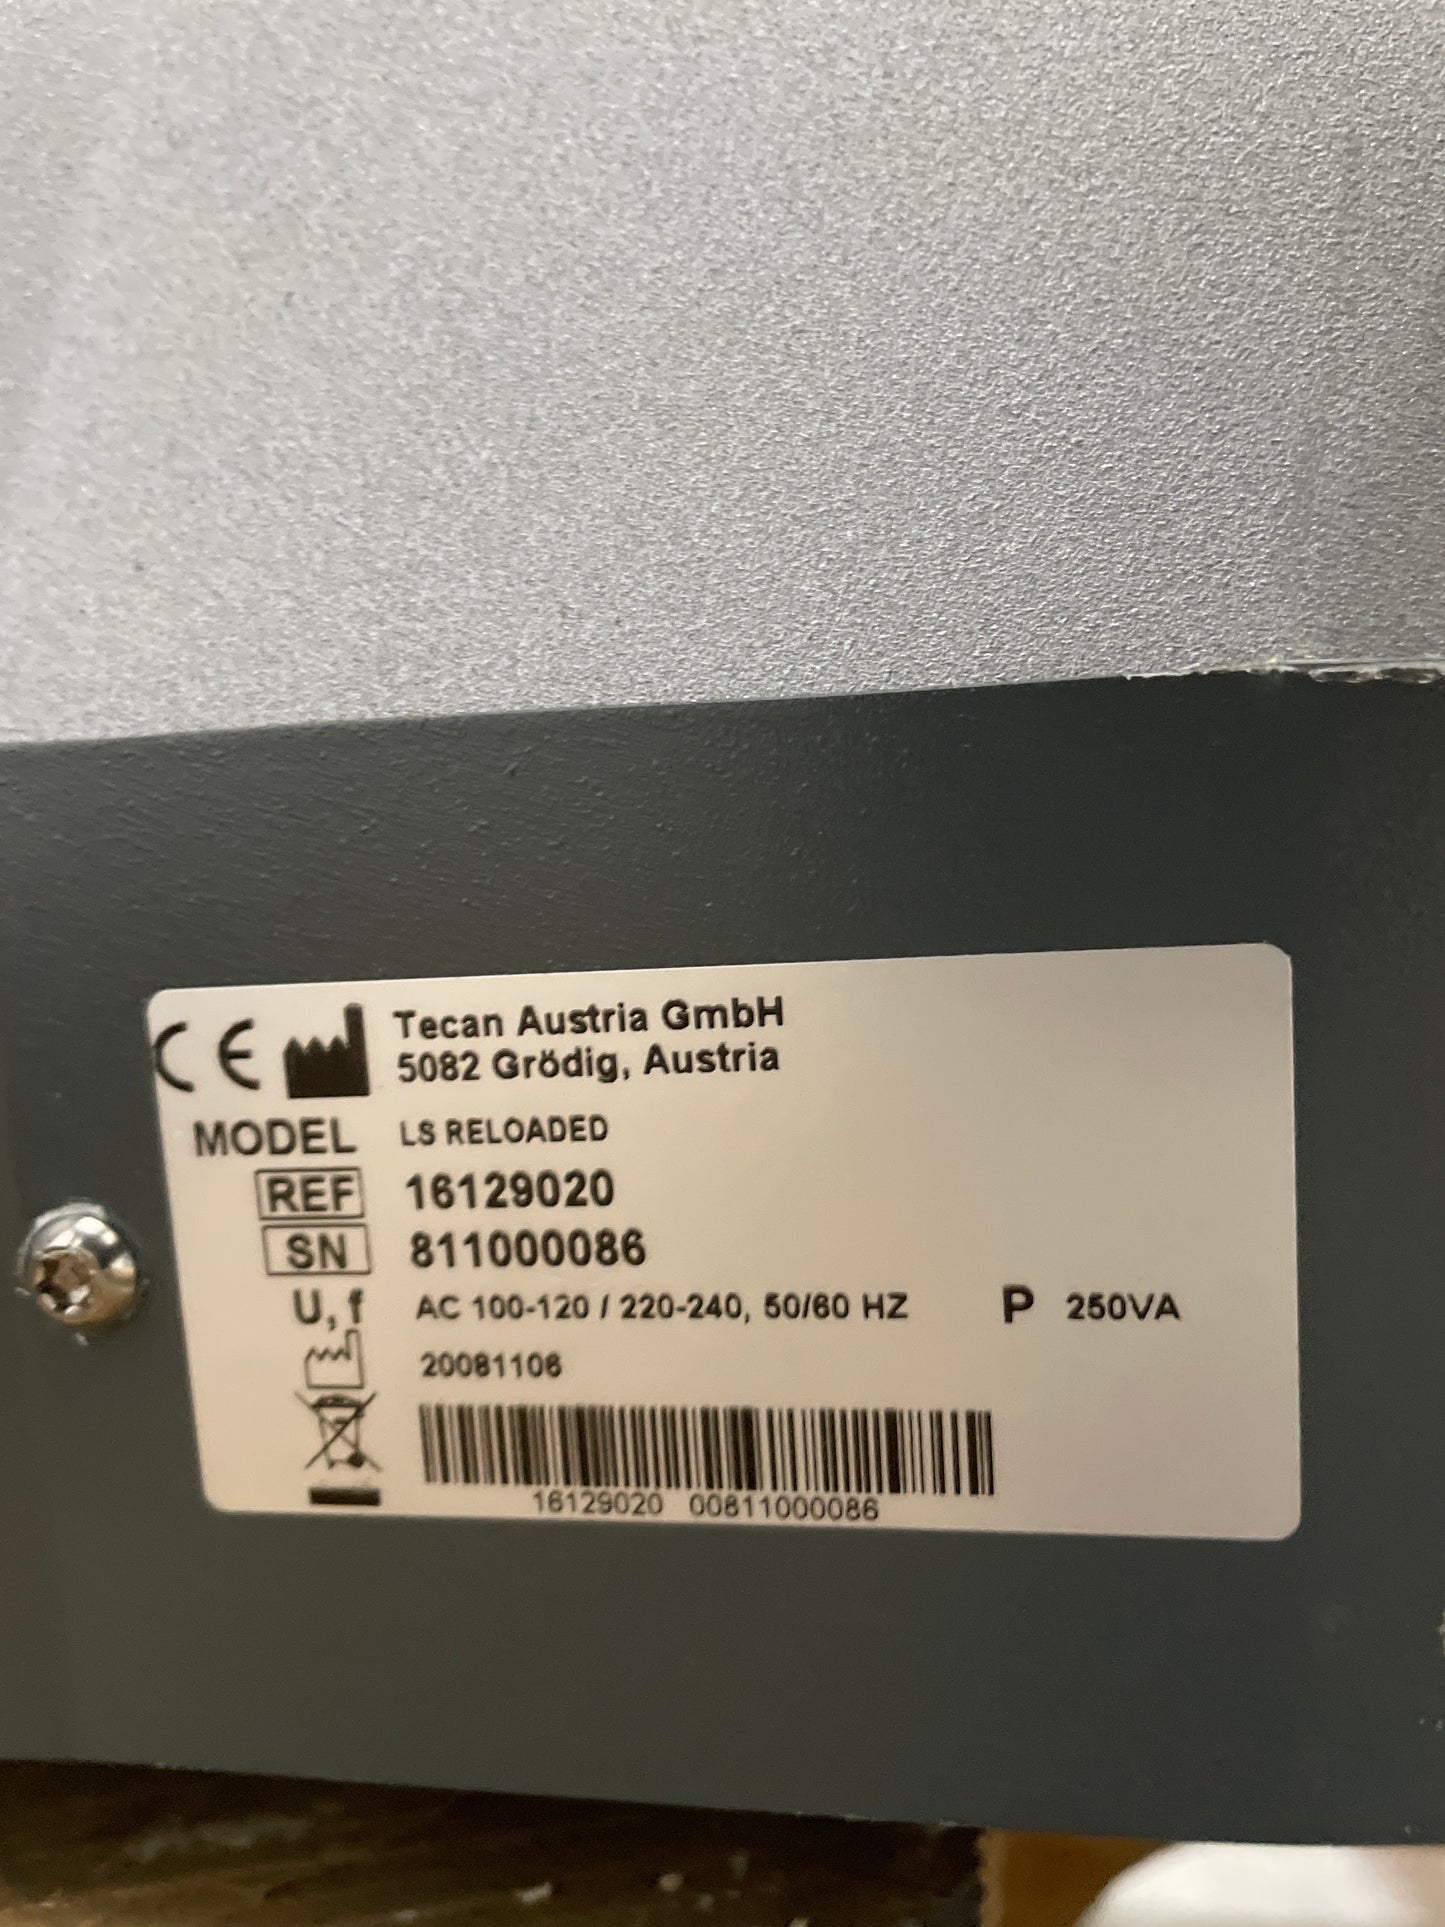 CE Tecan Austria GmbH
5082 Grödig, Austria
MODEL LS RELOADED
REF 16129020
SN 811000086
U, f AC 100-120 / 220-240, 50/60 HZ P 250VA
20081106
16129020 00811000086